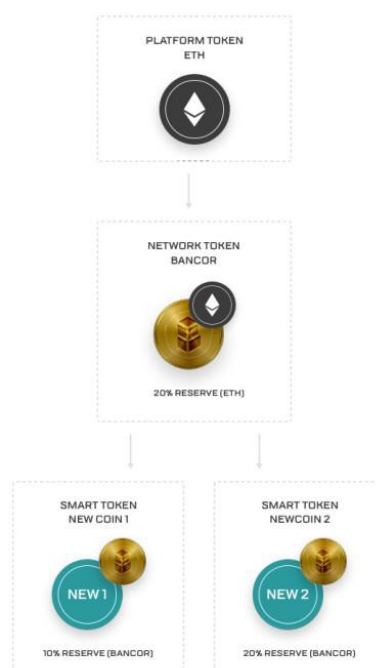 PLATFORM TOKEN
ETH
NETWORK TOKEN
BANCOR
20% RESERVE (ETH)
SMART TOKEN
NEW COIN 1
NEW 1
10% RESERVE (BANCOR)
SMART TOKEN
NEWCOIN 2
NEW 2
20% RESERVE (BANCOR)